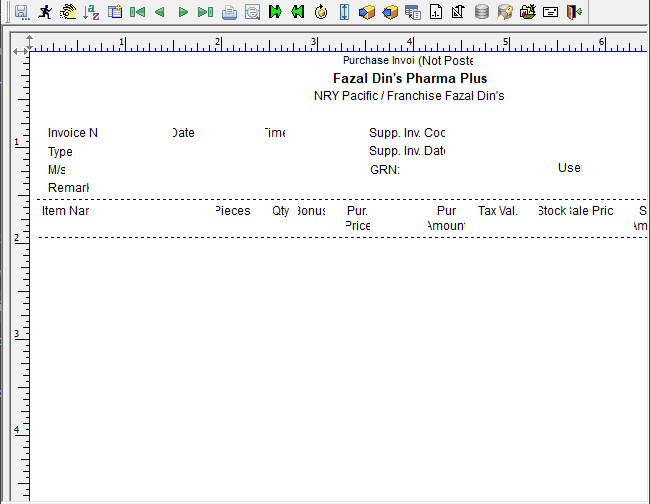 1 2 3 4 5 6
Purchase Invoi (Not Poste
Fazal Din's Pharma Plus
NRY Pacific / Franchise Fazal Din's
Invoice N Date Time Supp. Inv. Coc
1
Type Supp. Inv. Date
M/s GRN: Use
Remark
Item Nar Pieces Qty Bonus Pur. Price Pur Amount Tax Val. Stock Sale Pric S Am
2
3
4